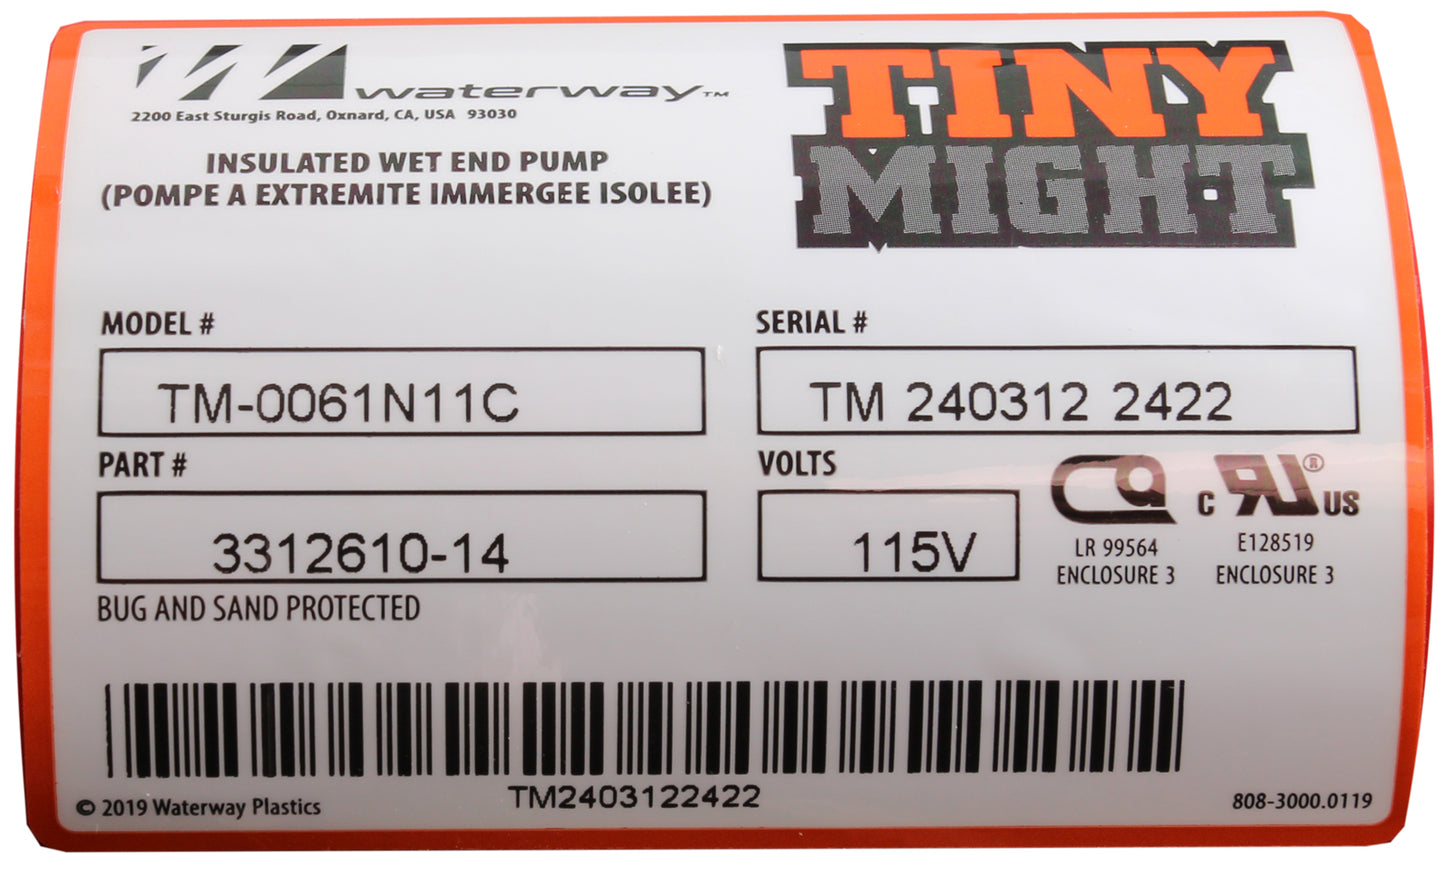 waterway™
2200 East Sturgis Road, Oxnard, CA, USA 93030
INSULATED WET END PUMP
(POMPE A EXTREMITE IMMERGEE ISOLEE)
TINY
MIGHT
MODEL #
TM-0061N11C
SERIAL #
TM 240312 2422
PART #
3312610-14
VOLTS
115V
LR 99564
ENCLOSURE 3
C UR® US
E128519
ENCLOSURE 3
BUG AND SAND PROTECTED
TM2403122422
© 2019 Waterway Plastics
808-3000.0119